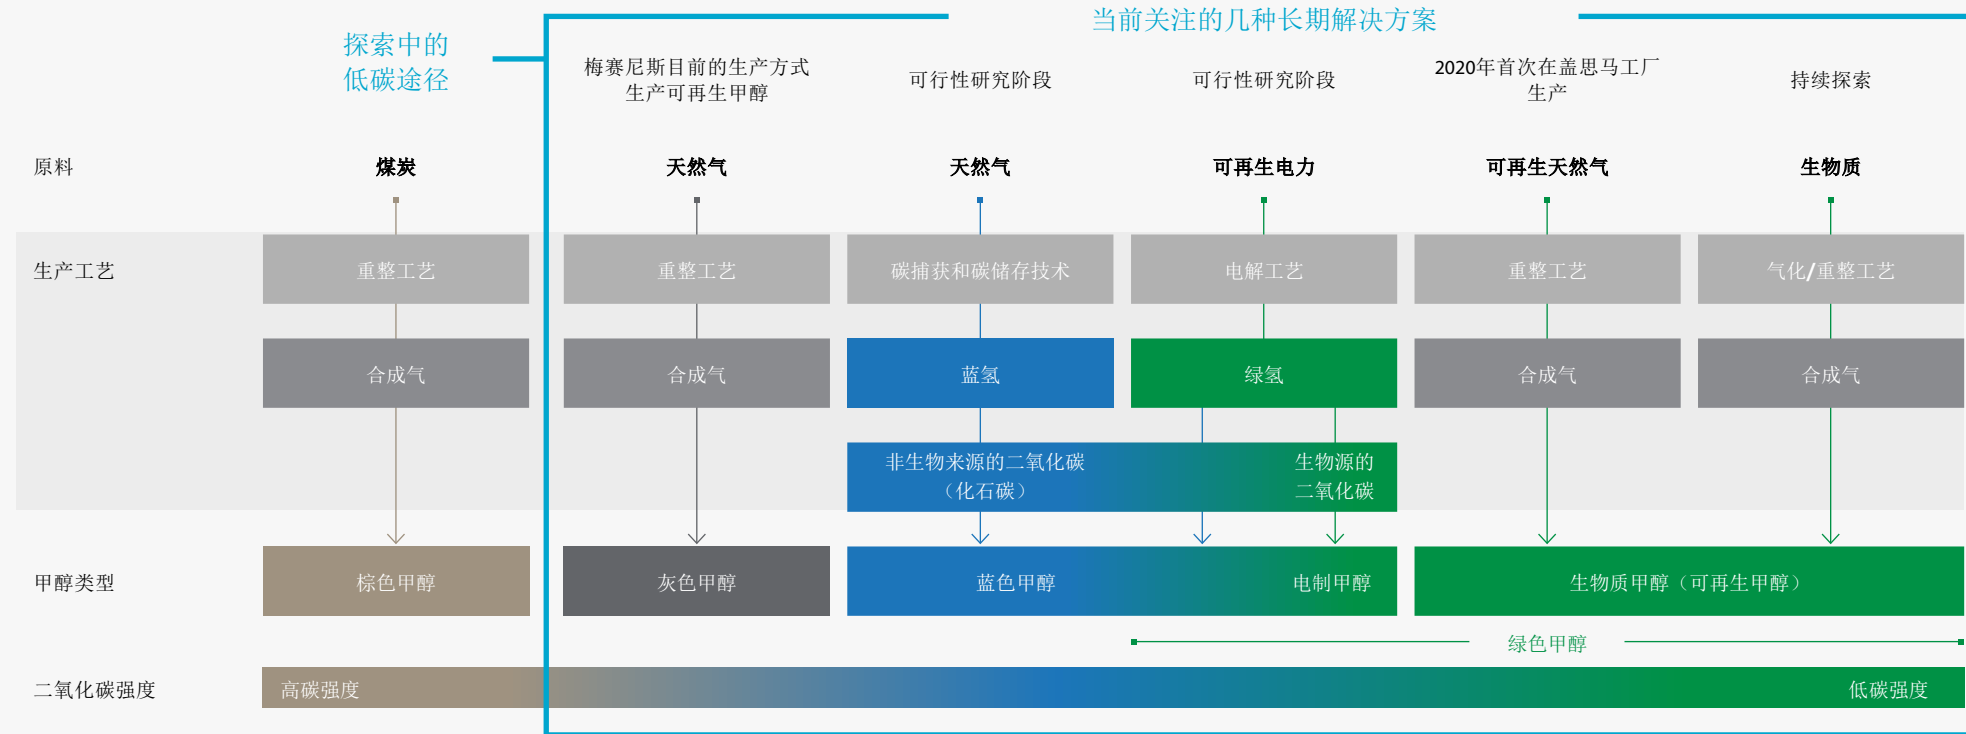 当前关注的几种长期解决方案
探索中的
低碳途径
梅赛尼斯目前的生产方式
生产可再生甲醇
可行性研究阶段
可行性研究阶段
2020年首次在盖思马工厂
生产
持续探索
原料
煤炭
天然气
天然气
可再生电力
可再生天然气
生物质
生产工艺
重整工艺
重整工艺
碳捕获和碳储存技术
电解工艺
重整工艺
气化/重整工艺
合成气
合成气
蓝氢
绿氢
合成气
合成气
非生物来源的二氧化碳
（化石碳）
生物源的
二氧化碳
甲醇类型
棕色甲醇
灰色甲醇
蓝色甲醇
电制甲醇
生物质甲醇（可再生甲醇）
绿色甲醇
二氧化碳强度
高碳强度
低碳强度